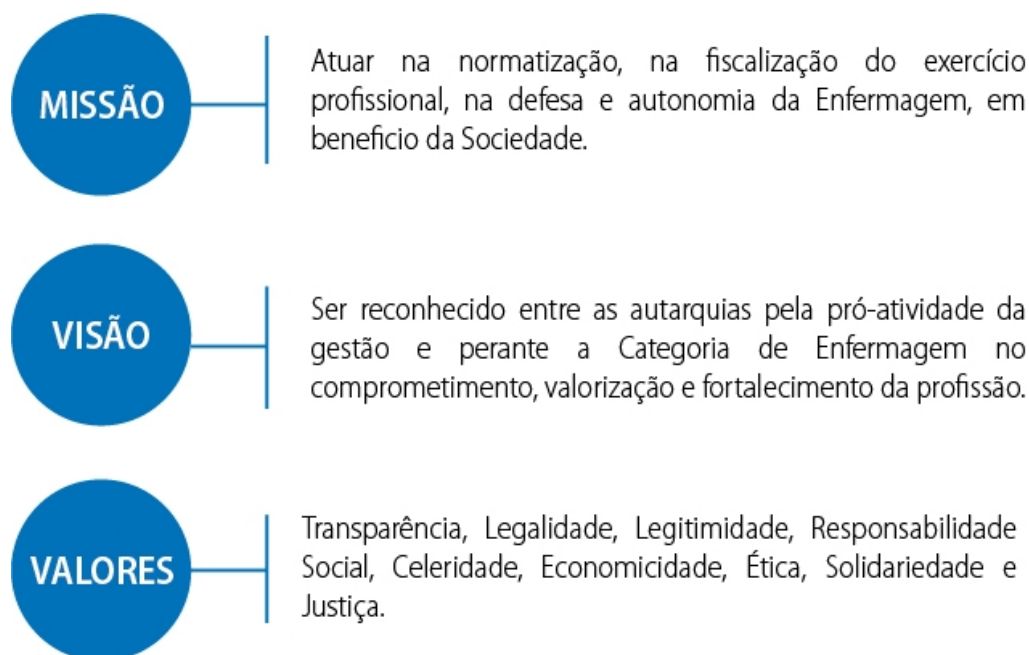 MISSÃO
Atuar na normatização, na fiscalização do exercício
profissional, na defesa e autonomia da Enfermagem, em
beneficio da Sociedade.
VISÃO
Ser reconhecido entre as autarquias pela pró-atividade da
gestão e perante a Categoria de Enfermagem no
comprometimento, valorização e fortalecimento da profissão.
VALORES
Transparência, Legalidade, Legitimidade, Responsabilidade
Social, Celeridade, Economicidade, Ética, Solidariedade e
Justiça.